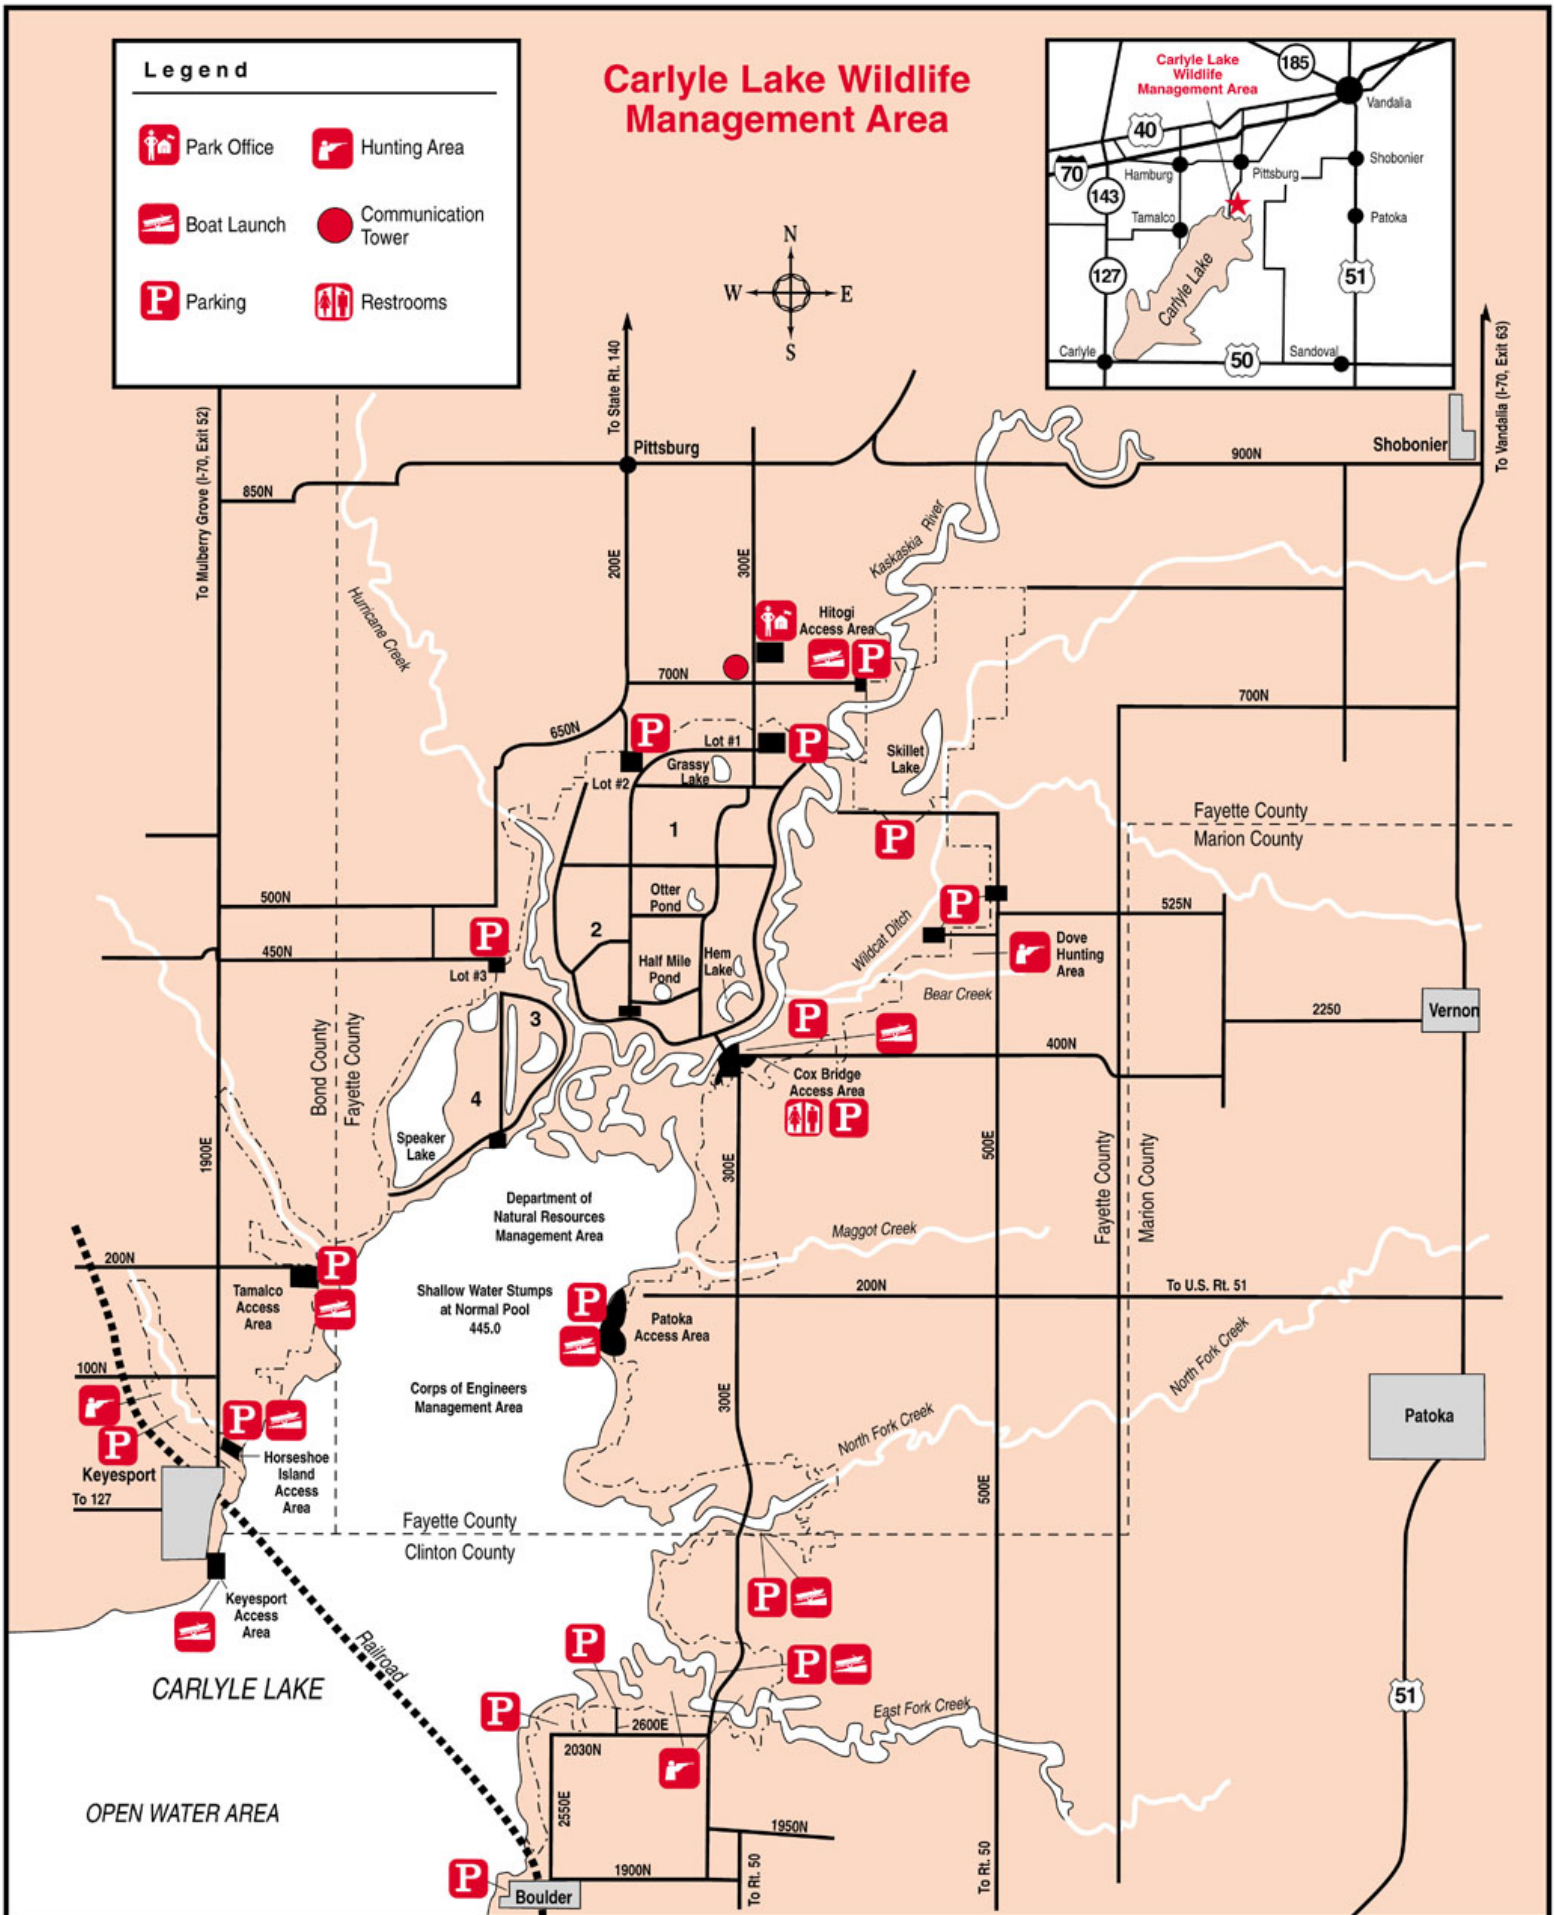 Legend
Park Office
Hunting Area
Boat Launch
Communication
Tower
P
Parking
Restrooms
Carlyle Lake Wildlife
Management Area
N
W
E
S
Carlyle Lake
Wildlife
Management Area
185
Vandalia
40
70
Hamburg
Pittsburg
Shobonier
143
Tamalco
Patoka
127
Carlyle Lake
51
Carlyle
50
Sandoval
To Mulberry Grove (I-70, Exit 52)
To State Rt. 140
To Vandalia (I-70, Exit 63)
Pittsburg
Shobonier
900N
850N
200E
300E
Kaskaskia River
Hurricane Creek
Hitogi
Access Area
P
700N
700N
650N
P
Lot #1
P
Grassy
Lake
Lot #2
Skillet
Lake
1
P
Fayette County
Marion County
500N
Otter
Pond
P
525N
2
P
450N
Lot #3
Half Mile
Pond
Hem
Lake
Wildcat Ditch
Dove
Hunting
Area
Bear Creek
Bond County
Fayette County
3
P
2250
Vernon
400N
4
Cox Bridge
Access Area
P
Speaker
Lake
1900E
300E
500E
Fayette County
Marion County
Department of
Natural Resources
Management Area
Maggot Creek
200N
P
Tamalco
Access
Area
Shallow Water Stumps
at Normal Pool
445.0
P
Patoka
Access Area
200N
To U.S. Rt. 51
100N
Corps of Engineers
Management Area
300E
North Fork Creek
North Fork Creek
Patoka
P
P
Keyesport
Horseshoe
Island
Access
Area
To 127
500E
Fayette County
Clinton County
P
Keyesport
Access
Area
Railroad
P
P
CARLYLE LAKE
P
East Fork Creek
51
2600E
2030N
OPEN WATER AREA
2550E
1950N
1900N
To Rt. 50
To Rt. 50
P
Boulder